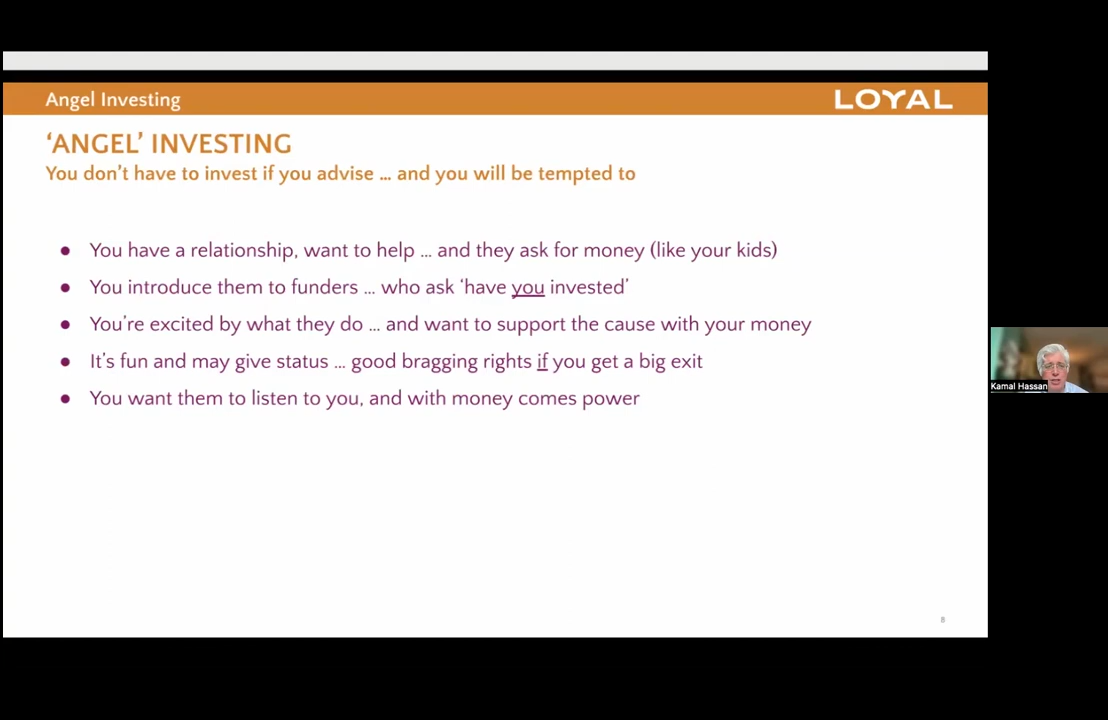 Angel Investing
LOYAL
‘ANGEL’ INVESTING
You don’t have to invest if you advise ... and you will be tempted to
● You have a relationship, want to help ... and they ask for money (like your kids)
● You introduce them to funders ... who ask ‘have you invested’
● You’re excited by what they do ... and want to support the cause with your money
● It’s fun and may give status ... good bragging rights if you get a big exit
● You want them to listen to you, and with money comes power
Kamal Hassan
8